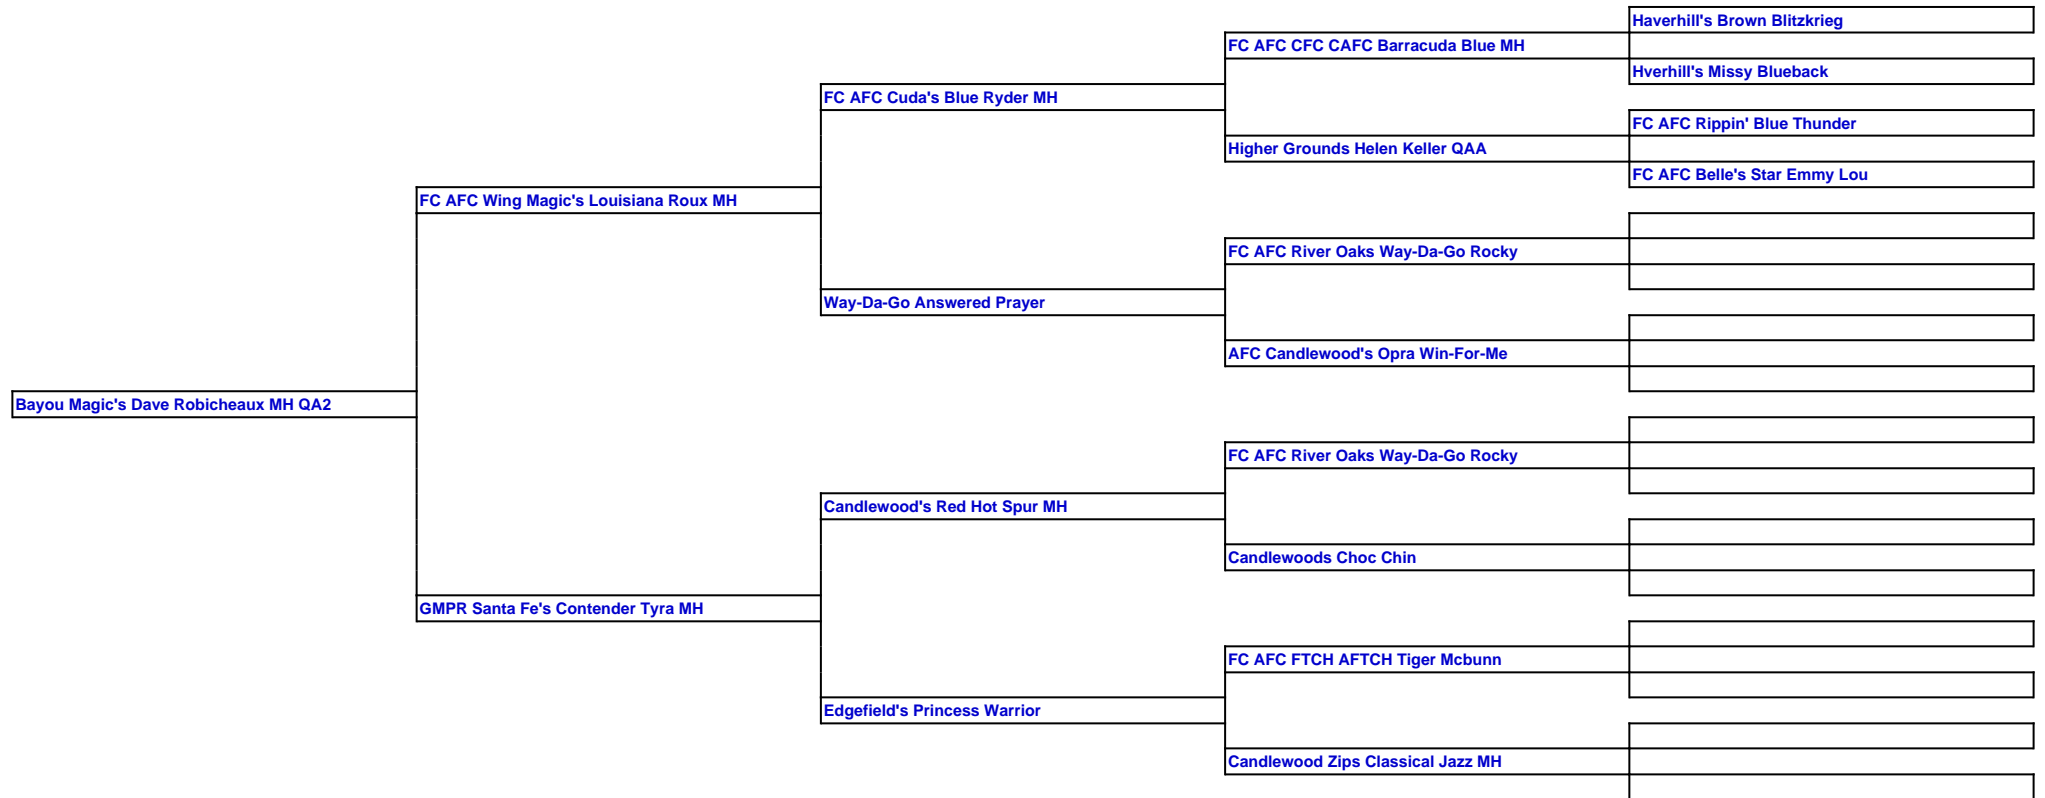 Haverhill's Brown Blitzkrieg
FC AFC CFC CAFC Barracuda Blue MH
Hverhill's Missy Blueback
FC AFC Cuda's Blue Ryder MH
FC AFC Rippin' Blue Thunder
Higher Grounds Helen Keller QAA
FC AFC Belle's Star Emmy Lou
FC AFC Wing Magic's Louisiana Roux MH
FC AFC River Oaks Way-Da-Go Rocky
Way-Da-Go Answered Prayer
AFC Candlewood's Opra Win-For-Me
Bayou Magic's Dave Robicheaux MH QA2
FC AFC River Oaks Way-Da-Go Rocky
Candlewood's Red Hot Spur MH
Candlewoods Choc Chin
GMPR Santa Fe's Contender Tyra MH
FC AFC FTCH AFTCH Tiger Mcbunn
Edgefield's Princess Warrior
Candlewood Zips Classical Jazz MH